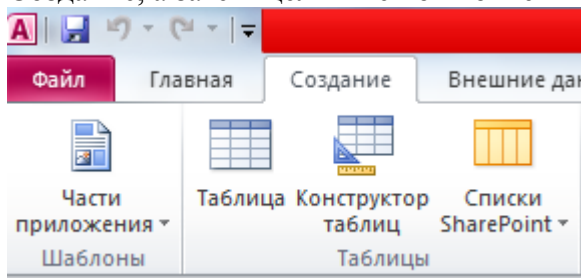 A
Файл Главная Создание Внешние дан
Части приложения Таблица Конструктор таблиц Списки SharePoint
Шаблоны Таблицы